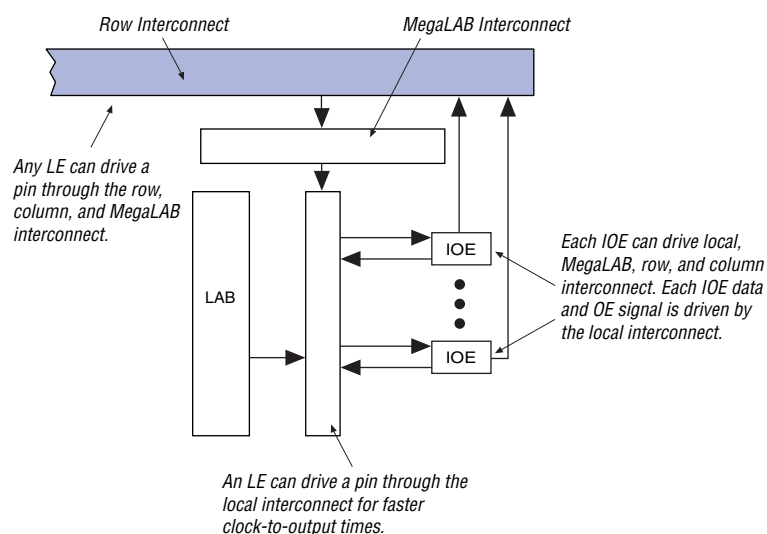 Row Interconnect
MegaLAB Interconnect
Any LE can drive a
pin through the row,
column, and MegaLAB
interconnect.
LAB
IOE
IOE
Each IOE can drive local,
MegaLAB, row, and column
interconnect. Each IOE data
and OE signal is driven by
the local interconnect.
An LE can drive a pin through the
local interconnect for faster
clock-to-output times.